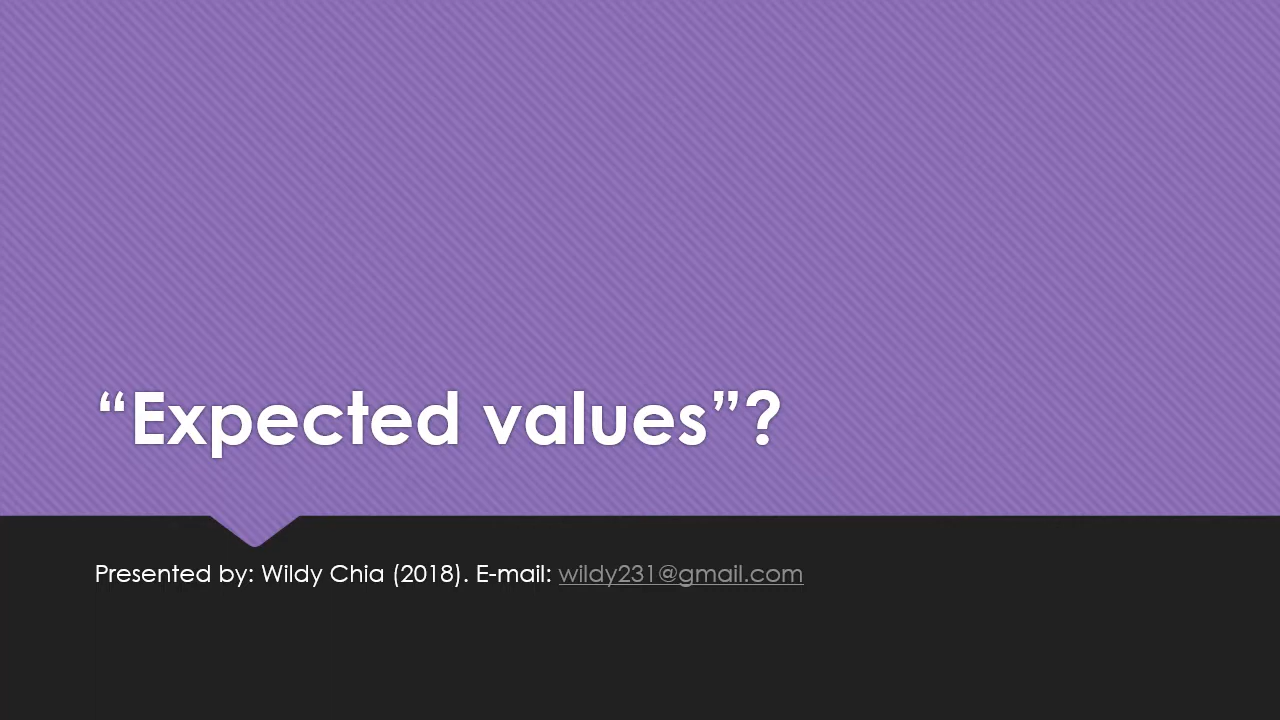 “Expected values”?
Presented by: Wildy Chia (2018). E-mail: wildy231@gmail.com